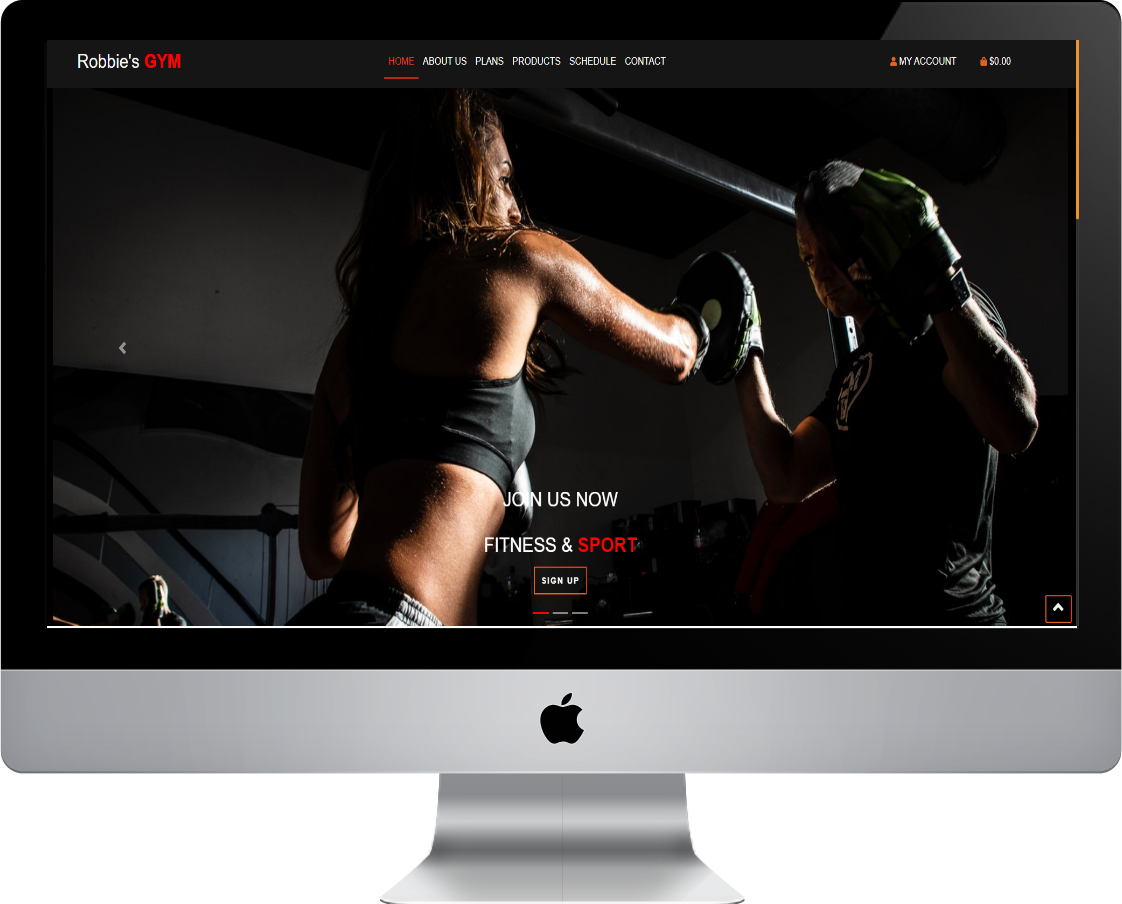 Robbie's GYM
HOME ABOUT US PLANS PRODUCTS SCHEDULE CONTACT
MY ACCOUNT $0.00
JOIN US NOW
FITNESS & SPORT
SIGN UP